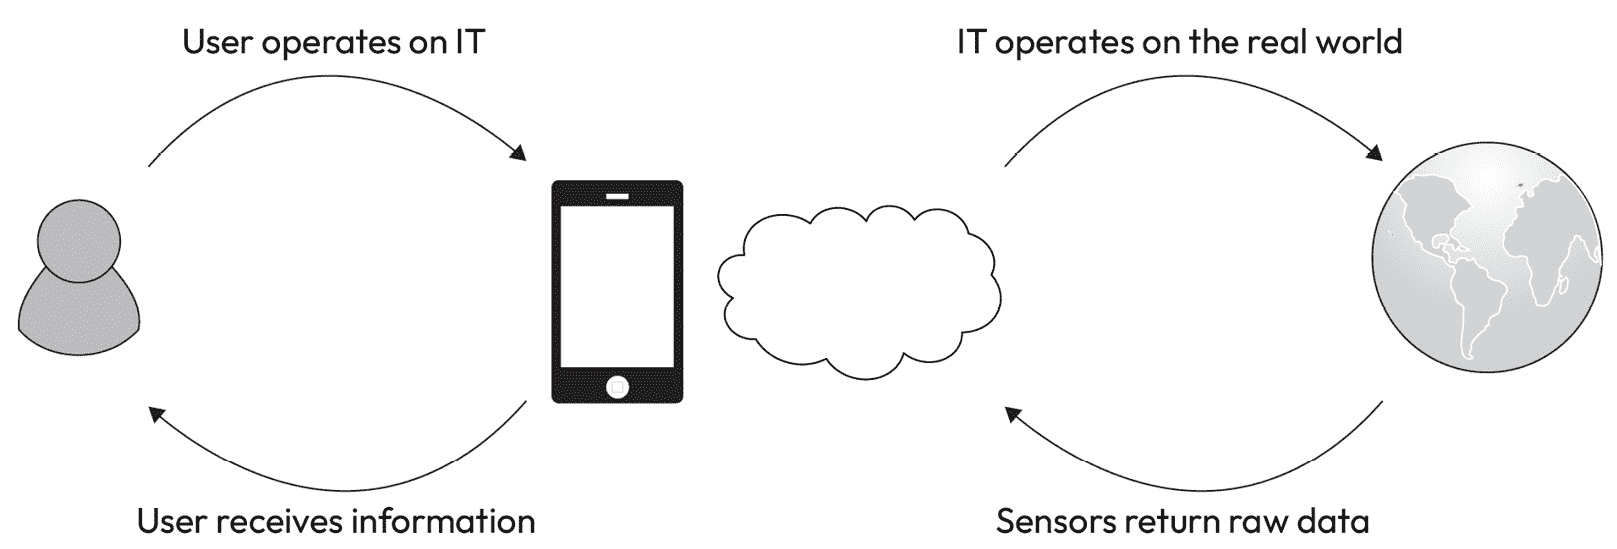 User operates on IT
IT operates on the real world
User receives information
Sensors return raw data